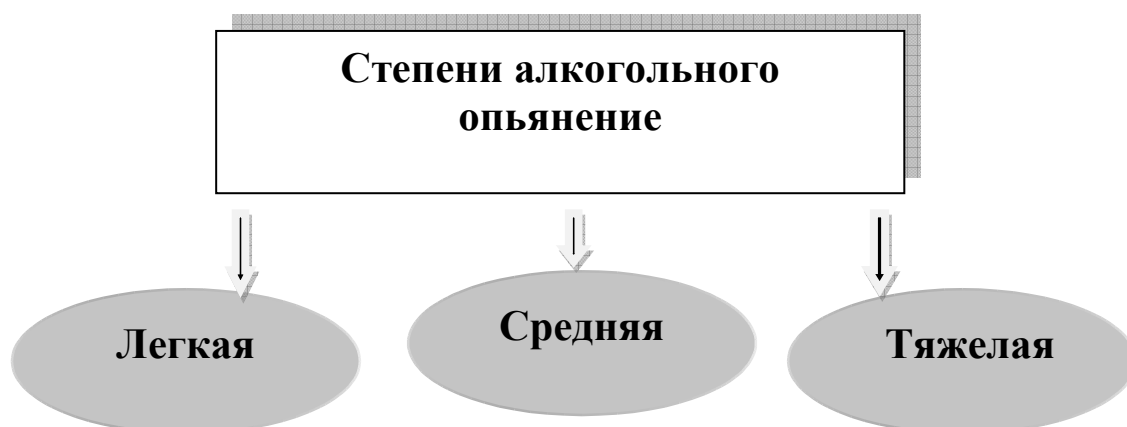 Степени алкогольного
опьянение
Легкая
Средняя
Тяжелая